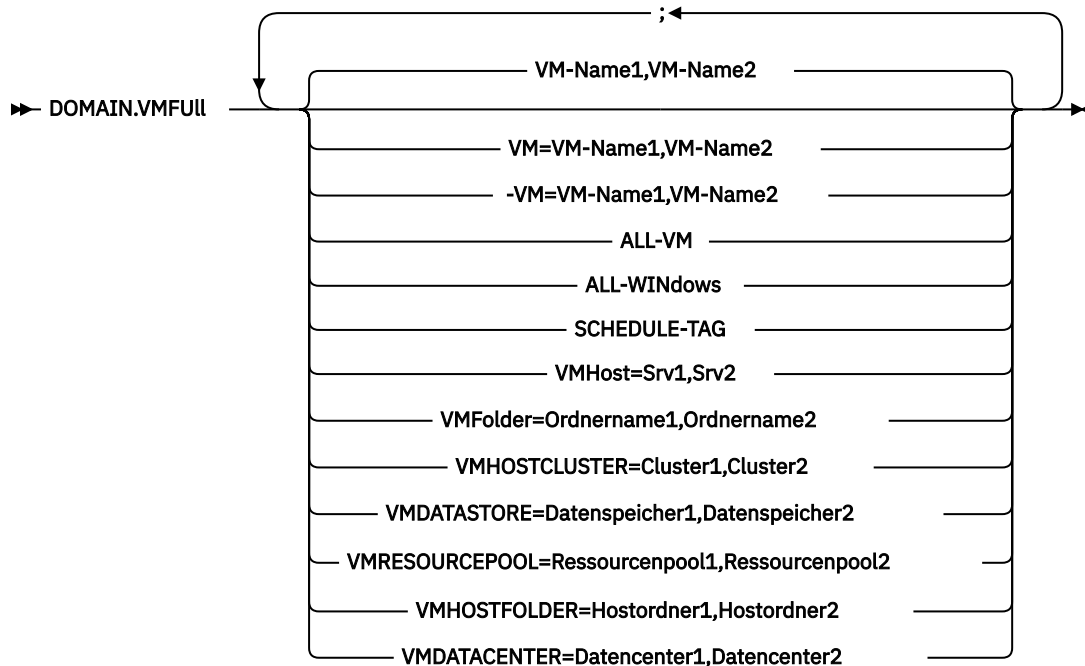 ;
VM-Name1,VM-Name2
DOMAIN.VMFUll
VM=VM-Name1,VM-Name2
-VM=VM-Name1,VM-Name2
ALL-VM
ALL-WINdows
SCHEDULE-TAG
VMHost=Srv1,Srv2
VMFolder=Ordnername1,Ordnername2
VMHOSTCLUSTER=Cluster1,Cluster2
VMDATASTORE=Datenspeicher1,Datenspeicher2
VMRESOURCEPOOL=Ressourcenpool1,Ressourcenpool2
VMHOSTFOLDER=Hostordner1,Hostordner2
VMDATACENTER=Datencenter1,Datencenter2